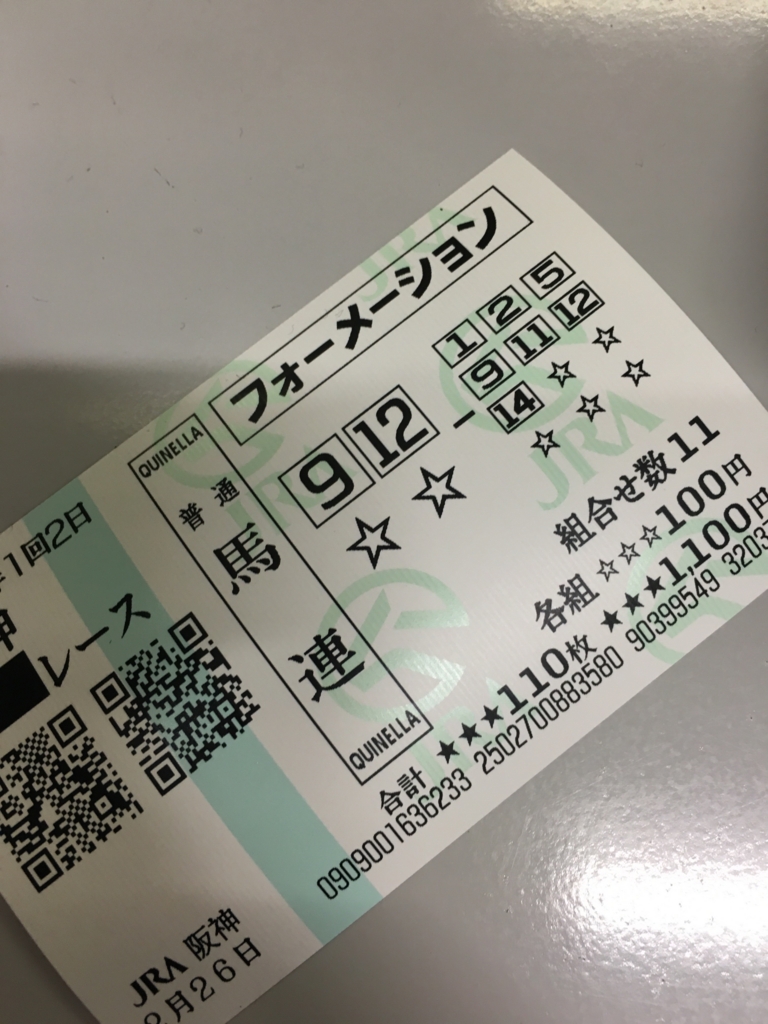 年1回2日
神
レース
JRA 阪神
2月26日
QUINELLA
普通
馬連
QUINELLA
フォーメーション
9 12 - 1 2 5
9 11 12
14
☆☆ ☆☆☆☆☆
組合せ数11
各組 ☆☆☆100円
合計 ★★★110枚 ★★★1,100円
0909001636233 2502700883580 90399549 32037